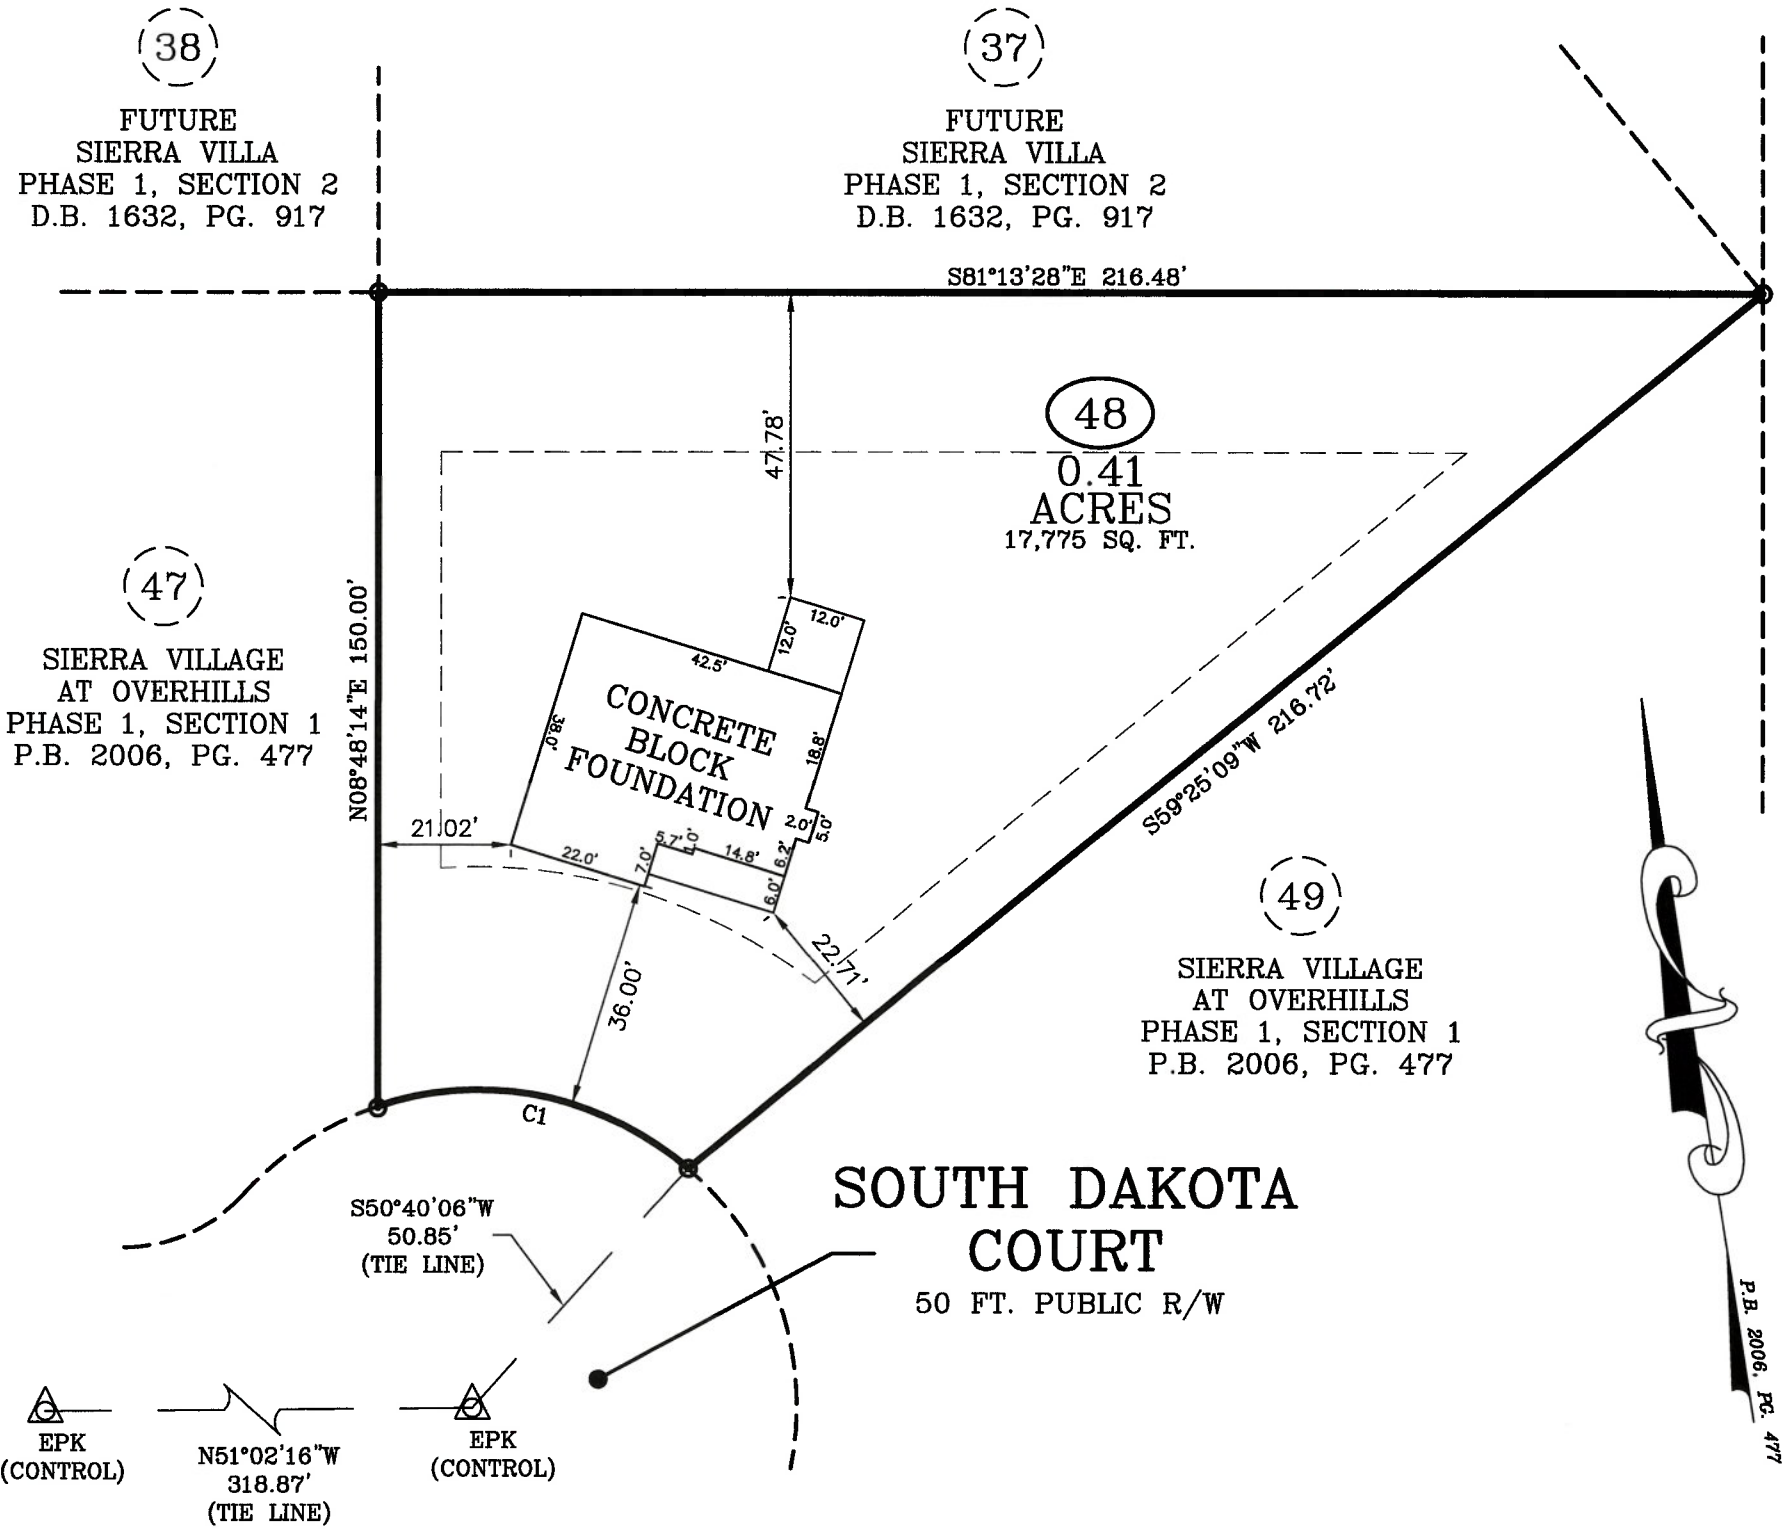 38
FUTURE
SIERRA VILLA
PHASE 1, SECTION 2
D.B. 1632, PG. 917
37
FUTURE
SIERRA VILLA
PHASE 1, SECTION 2
D.B. 1632, PG. 917
S81°13'28"E 216.48'
47.78'
48
0.41
ACRES
17,775 SQ. FT.
47
SIERRA VILLAGE
AT OVERHILLS
PHASE 1, SECTION 1
P.B. 2006, PG. 477
N08°48'14"E 150.00'
12.0'
12.0'
42.5'
38.0'
CONCRETE
BLOCK
FOUNDATION
18.8'
2.0'
5.0'
21.02'
22.0'
7.0'
5.7'
1.0'
14.8'
6.2'
6.0'
S59°25'09"W 216.72'
22.71'
36.00'
49
SIERRA VILLAGE
AT OVERHILLS
PHASE 1, SECTION 1
P.B. 2006, PG. 477
C1
S50°40'06"W
50.85'
(TIE LINE)
SOUTH DAKOTA
COURT
50 FT. PUBLIC R/W
P.B. 2006, PG. 477
EPK
(CONTROL)
N51°02'16"W
318.87'
(TIE LINE)
EPK
(CONTROL)